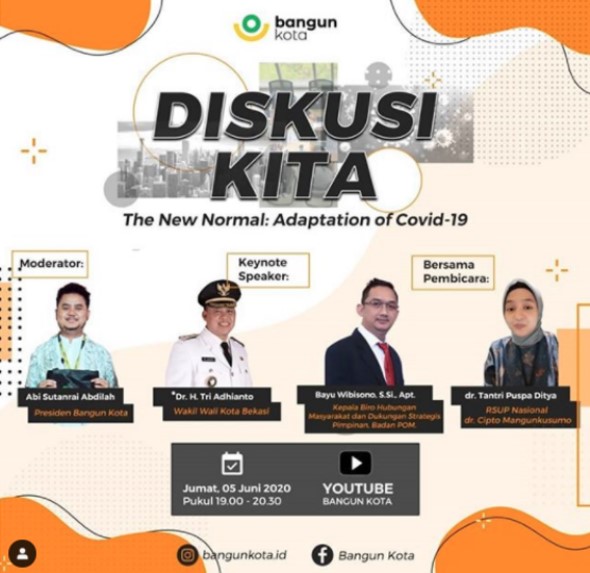 bangun
kota
DISKUSI
KITA
The New Normal: Adaptation of Covid-19
Moderator:
Keynote
Speaker:
Bersama
Pembicara:
Abi Sutanrai Abdilah
Presiden Bangun Kota
*Dr. H. Tri Adhianto
Wakil Wali Kota Bekasi
Bayu Wibisono, S.Si., Apt.
Kepala Biro Hubungan
Masyarakat dan Dukungan Strategis
Pimpinan, Badan POM.
dr. Tantri Puspa Ditya
RSUP Nasional
dr. Cipto Mangunkusumo
Jumat, 05 Juni 2020
Pukul 19.00 - 20.30
YOUTUBE
BANGUN KOTA
bangunkota.id
Bangun Kota